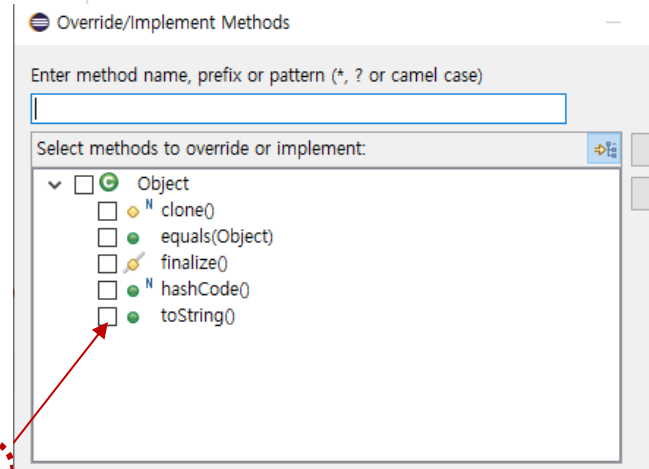 Override/Implement Methods
Enter method name, prefix or pattern (*, ? or camel case)
Select methods to override or implement:
Object
N clone()
equals(Object)
finalize()
N hashCode()
toString()